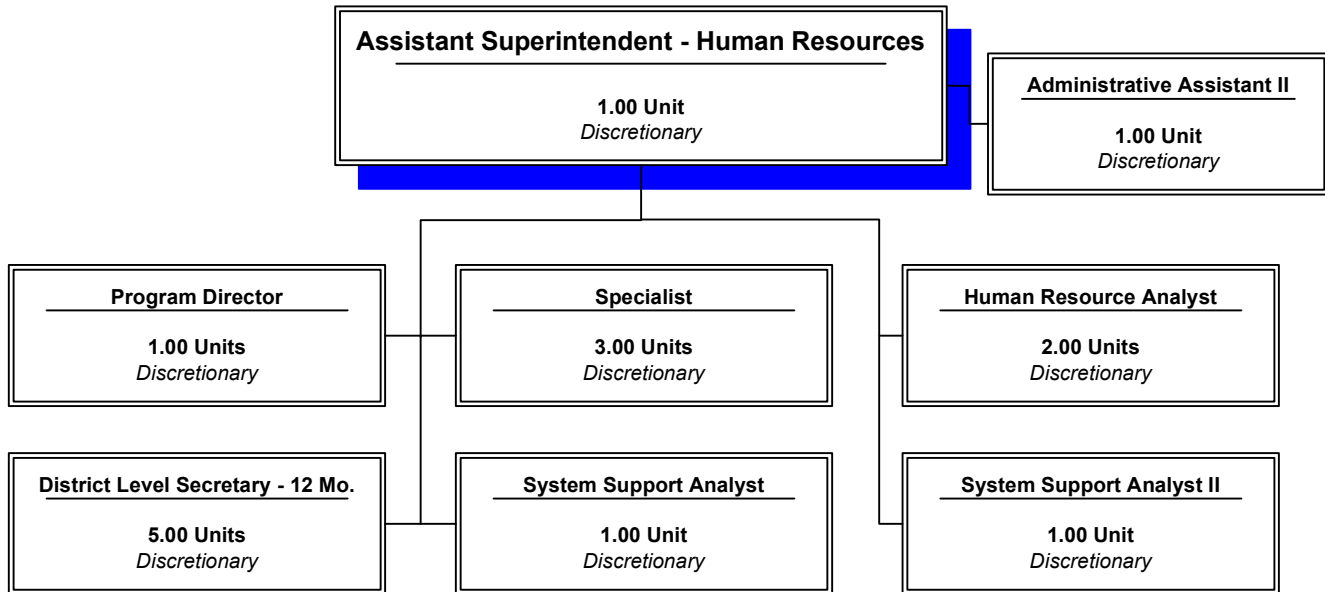 Assistant Superintendent - Human Resources
1.00 Unit
Discretionary
Administrative Assistant II
1.00 Unit
Discretionary
Program Director
1.00 Units
Discretionary
Specialist
3.00 Units
Discretionary
Human Resource Analyst
2.00 Units
Discretionary
District Level Secretary - 12 Mo.
5.00 Units
Discretionary
System Support Analyst
1.00 Unit
Discretionary
System Support Analyst II
1.00 Unit
Discretionary